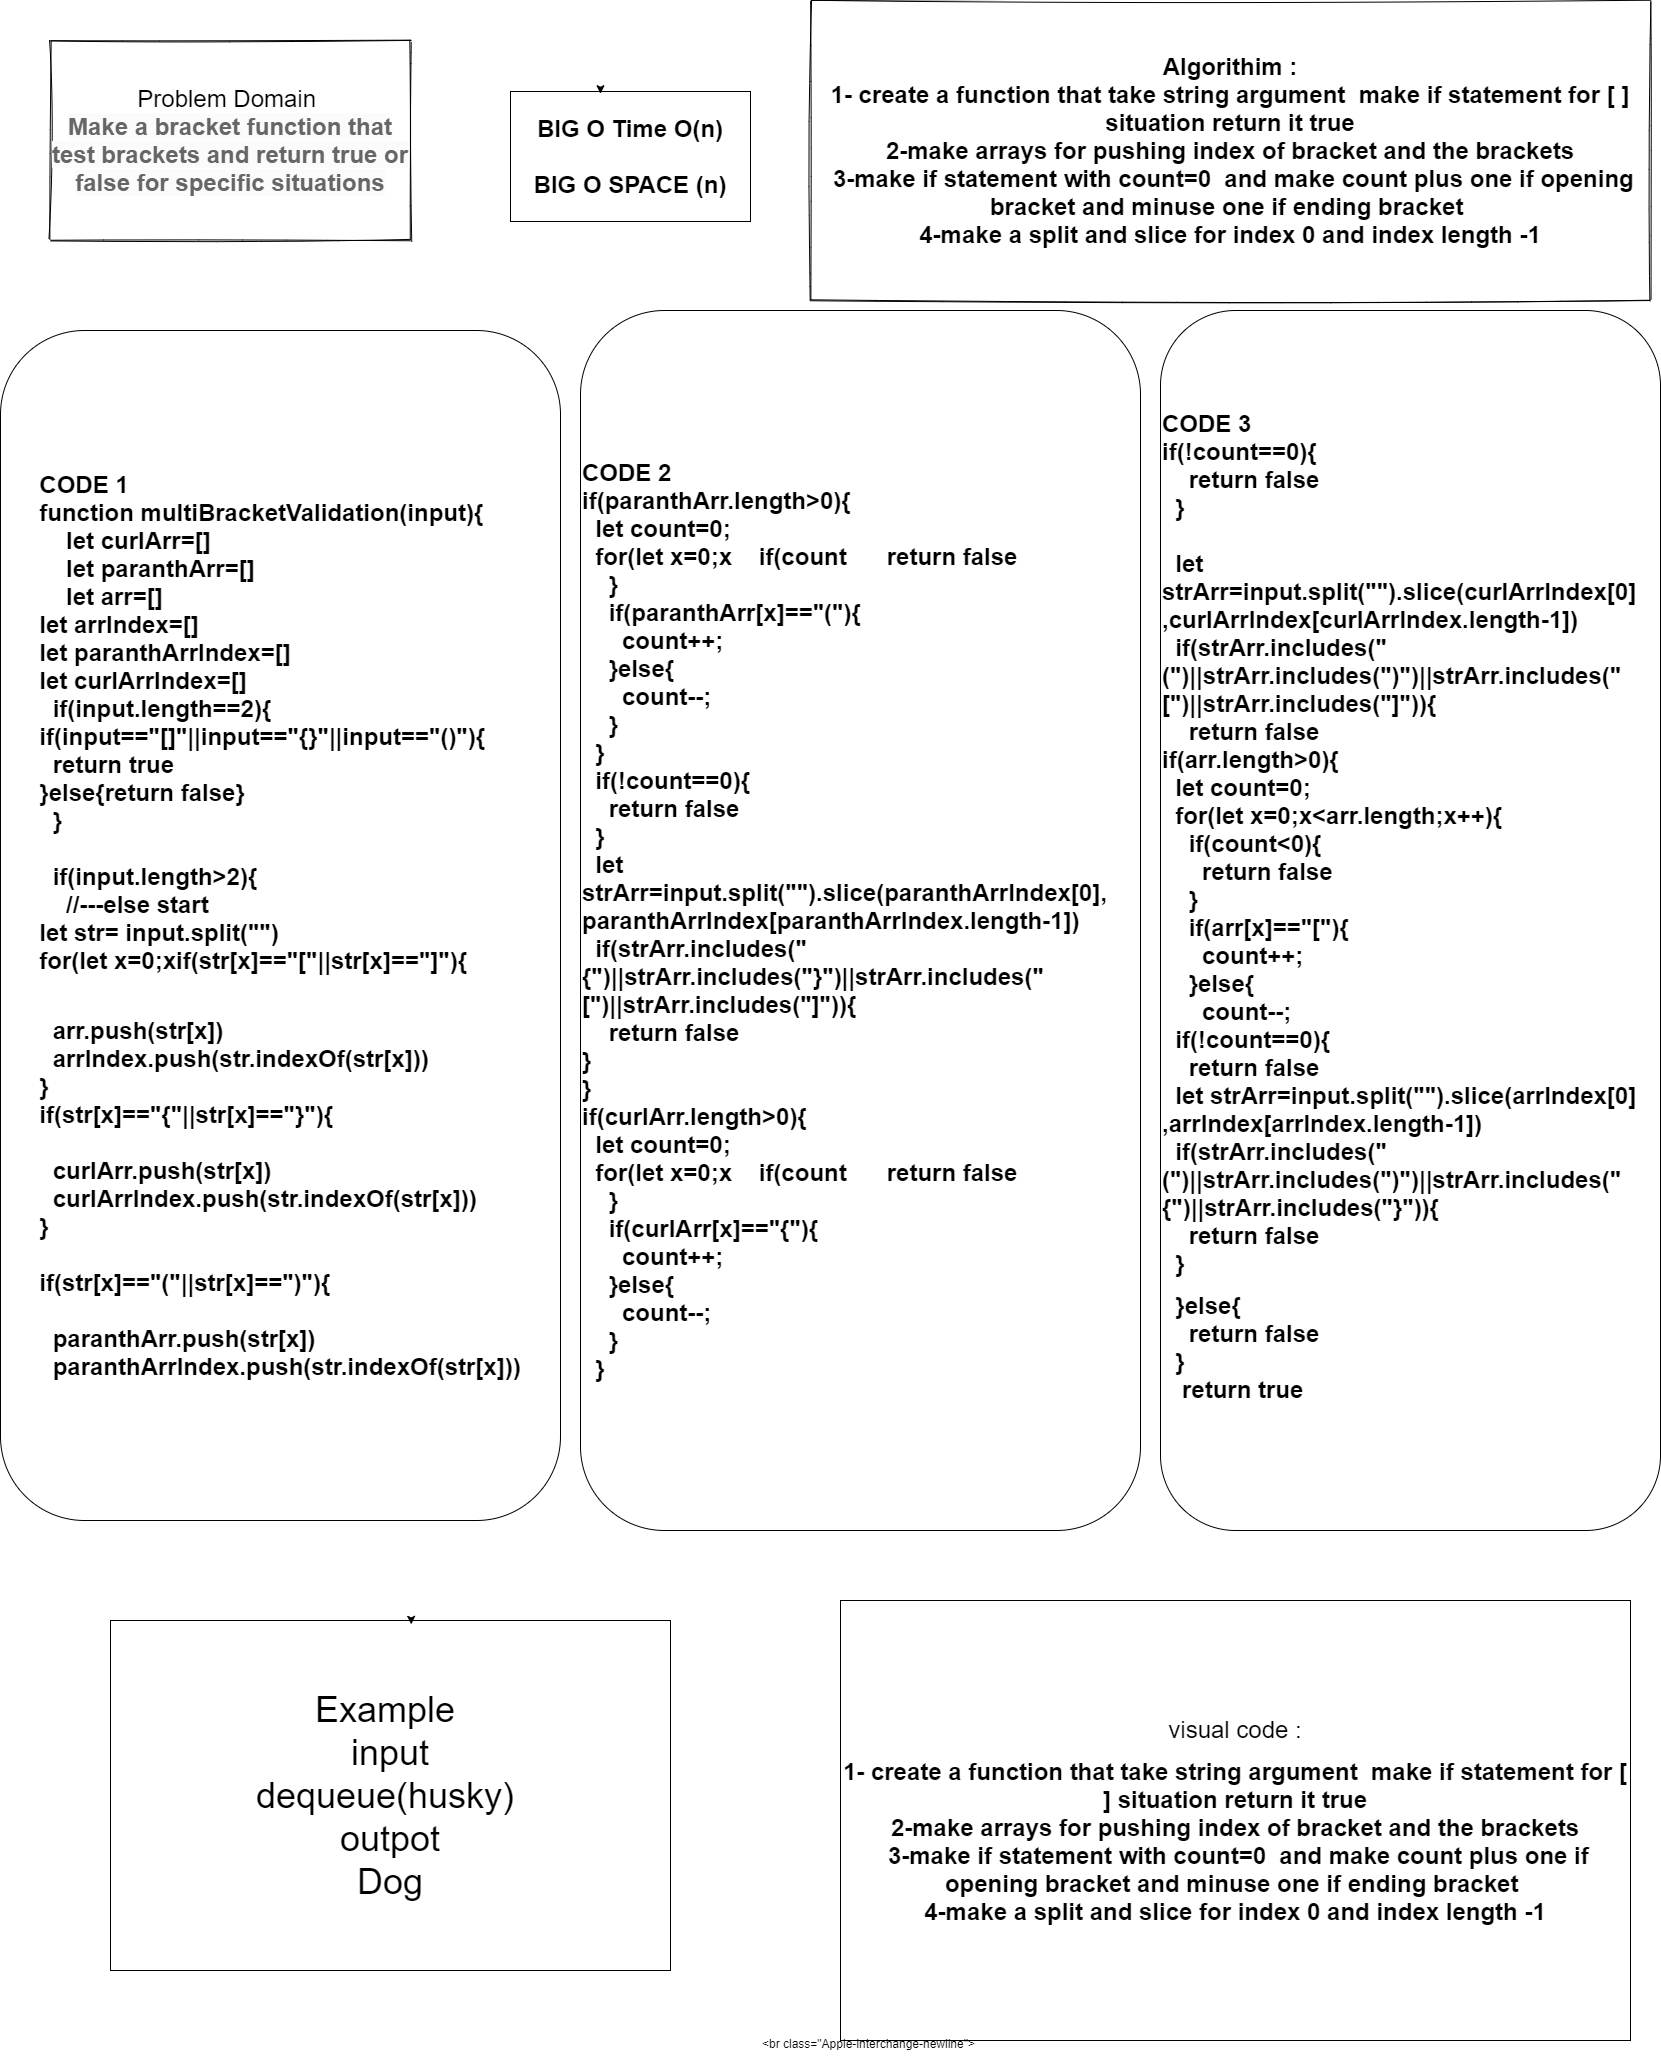 Problem Domain
Make a bracket function that
test brackets and return true or
false for specific situations
BIG O Time O(n)
BIG O SPACE (n)
Algorithim :
1- create a function that take string argument  make if statement for [ ]
situation return it true
2-make arrays for pushing index of bracket and the brackets
3-make if statement with count=0  and make count plus one if opening
bracket and minuse one if ending bracket
4-make a split and slice for index 0 and index length -1
CODE 1
function multiBracketValidation(input){
let curlArr=[]
let paranthArr=[]
let arr=[]
let arrIndex=[]
let paranthArrIndex=[]
let curlArrIndex=[]
if(input.length==2){
if(input=="[]"||input=="{}"||input=="()"){
return true
}else{return false}
}
if(input.length>2){
//---else start
let str= input.split("")
for(let x=0;xif(str[x]=="["||str[x]=="]"){
arr.push(str[x])
arrIndex.push(str.indexOf(str[x]))
}
if(str[x]=="{"||str[x]=="}"){
curlArr.push(str[x])
curlArrIndex.push(str.indexOf(str[x]))
}
if(str[x]=="("||str[x]==")"){
paranthArr.push(str[x])
paranthArrIndex.push(str.indexOf(str[x]))
CODE 2
if(paranthArr.length>0){
let count=0;
for(let x=0;x    if(count      return false
}
if(paranthArr[x]=="("){
count++;
}else{
count--;
}
}
if(!count==0){
return false
}
let
strArr=input.split("").slice(paranthArrIndex[0],
paranthArrIndex[paranthArrIndex.length-1])
if(strArr.includes("
{")||strArr.includes("}")||strArr.includes("
[")||strArr.includes("]")){
return false
}
}
if(curlArr.length>0){
let count=0;
for(let x=0;x    if(count      return false
}
if(curlArr[x]=="{"){
count++;
}else{
count--;
}
}
CODE 3
if(!count==0){
return false
}
let
strArr=input.split("").slice(curlArrIndex[0]
,curlArrIndex[curlArrIndex.length-1])
if(strArr.includes("
(")||strArr.includes(")")||strArr.includes("
[")||strArr.includes("]")){
return false
if(arr.length>0){
let count=0;
for(let x=0;x<arr.length;x++){
if(count<0){
return false
}
if(arr[x]=="["){
count++;
}else{
count--;
if(!count==0){
return false
let strArr=input.split("").slice(arrIndex[0]
,arrIndex[arrIndex.length-1])
if(strArr.includes("
(")||strArr.includes(")")||strArr.includes("
{")||strArr.includes("}")){
return false
}
}else{
return false
}
return true
Example
input
dequeue(husky)
outpot
Dog
visual code :
1- create a function that take string argument  make if statement for [
] situation return it true
2-make arrays for pushing index of bracket and the brackets
3-make if statement with count=0  and make count plus one if
opening bracket and minuse one if ending bracket
4-make a split and slice for index 0 and index length -1
<br class="Apple-interchange-newline">